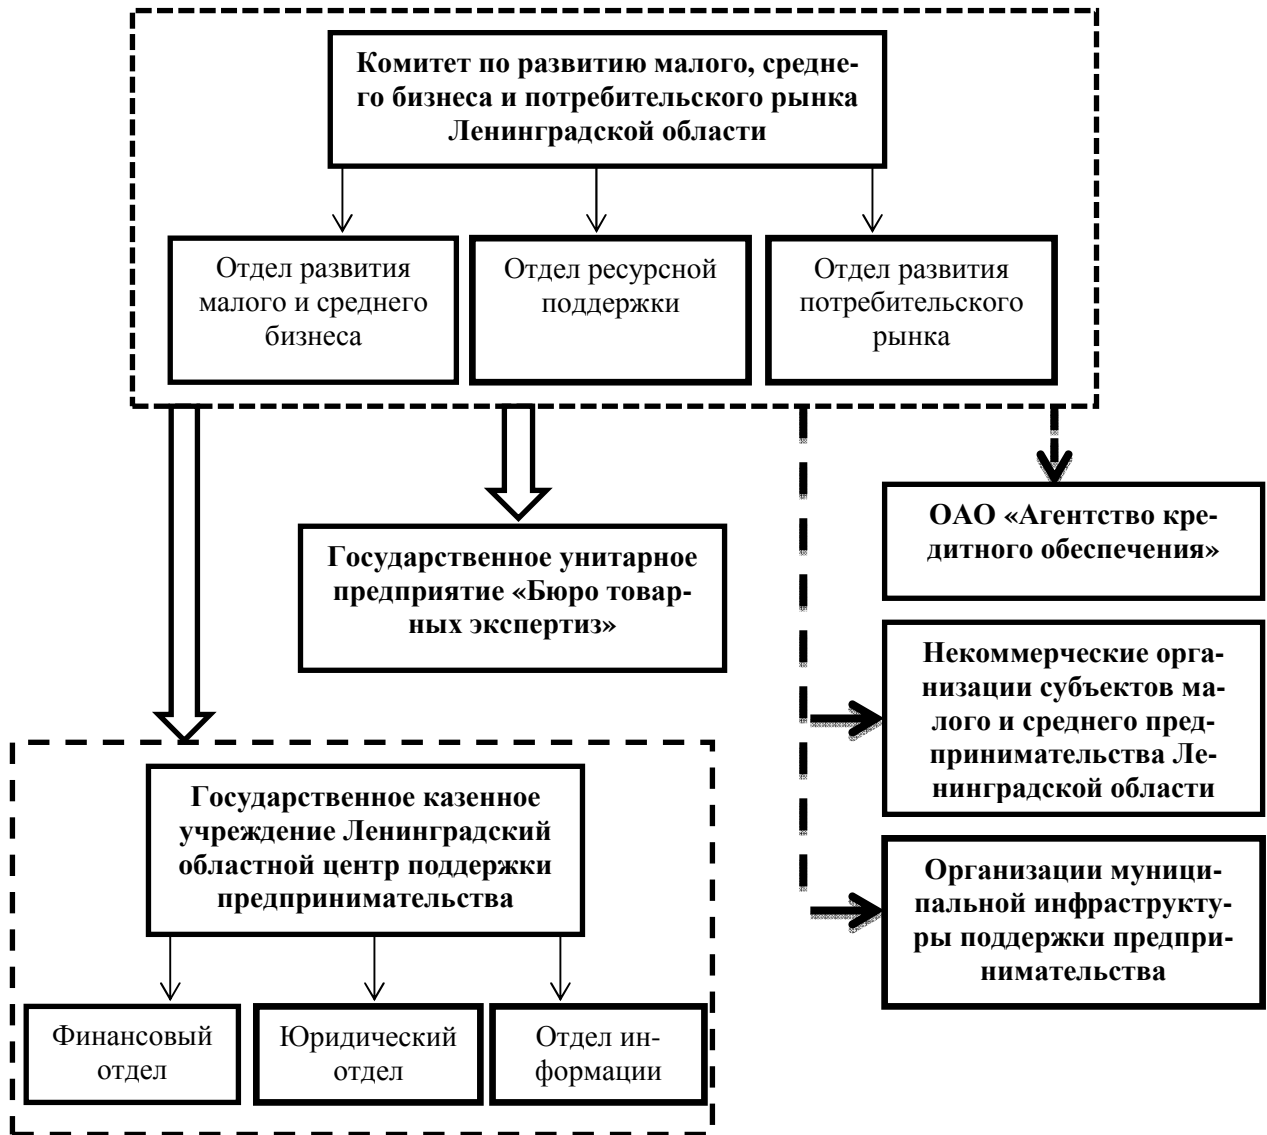 Комитет по развитию малого, средне-
го бизнеса и потребительского рынка
Ленинградской области
Отдел развития
малого и среднего
бизнеса
Отдел ресурсной
поддержки
Отдел развития
потребительского
рынка
ОАО «Агентство кре-
дитного обеспечения»
Государственное унитарное
предприятие «Бюро товар-
ных экспертиз»
Некоммерческие орга-
низации субъектов ма-
лого и среднего пред-
принимательства Ле-
нинградской области
Государственное казенное
учреждение Ленинградский
областной центр поддержки
предпринимательства
Организации муници-
пальной инфраструкту-
ры поддержки предпри-
нимательства
Финансовый
отдел
Юридический
отдел
Отдел ин-
формации